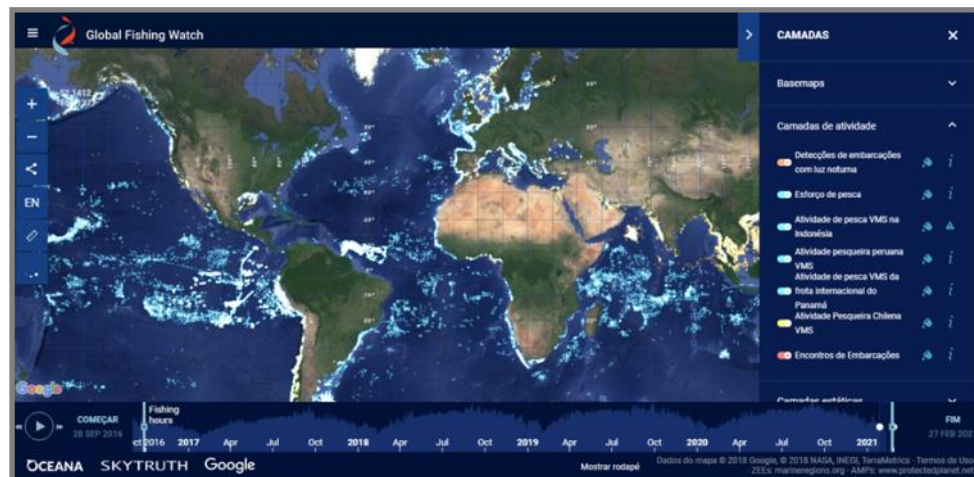 Global Fishing Watch
CAMADAS
Basemaps
Camadas de atividade
Detecções de embarcações
com luz noturna
Esforço de pesca
Atividade de pesca VMS na
Indonésia
Atividade pesqueira peruana
VMS
Atividade de pesca VMS da
frota internacional do
Panamá
Atividade Pesqueira Chilena
VMS
Encontros de Embarcações
Camadas estáticas
EN
Google
COMEÇAR
28 SEP 2016
Fishing
hours
ct 2016 2017 Apr Jul Oct 2018 Apr Jul Oct 2019 Apr Jul Oct 2020 Apr Jul Oct 2021
FIM
27 FEB 202
OCEANA SKYTRUTH Google
Mostrar rodapé
Dados do mapa © 2018 Google, © 2018 NASA, INEGI, TerraMetrics - Termos de Uso
ZEEs: marineregions.org - AMPs: www.protectedplanet.net